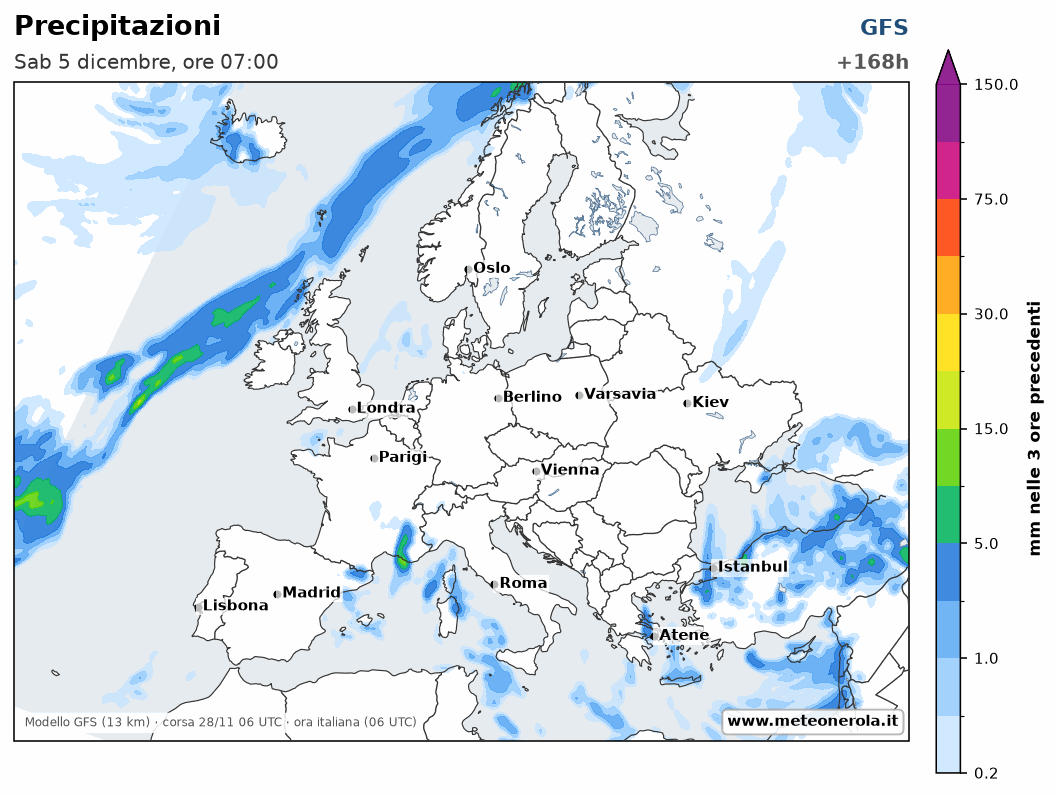 Precipitazioni
GFS
Sab 5 dicembre, ore 07:00
+168h
150.0
75.0
30.0
15.0
5.0
1.0
0.2
mm nelle 3 ore precedenti
Oslo
Berlino
Varsavia
Kiev
Londra
Parigi
Vienna
Istanbul
Roma
Madrid
Lisbona
Atene
Modello GFS (13 km) · corsa 28/11 06 UTC · ora italiana (06 UTC)
www.meteonerola.it